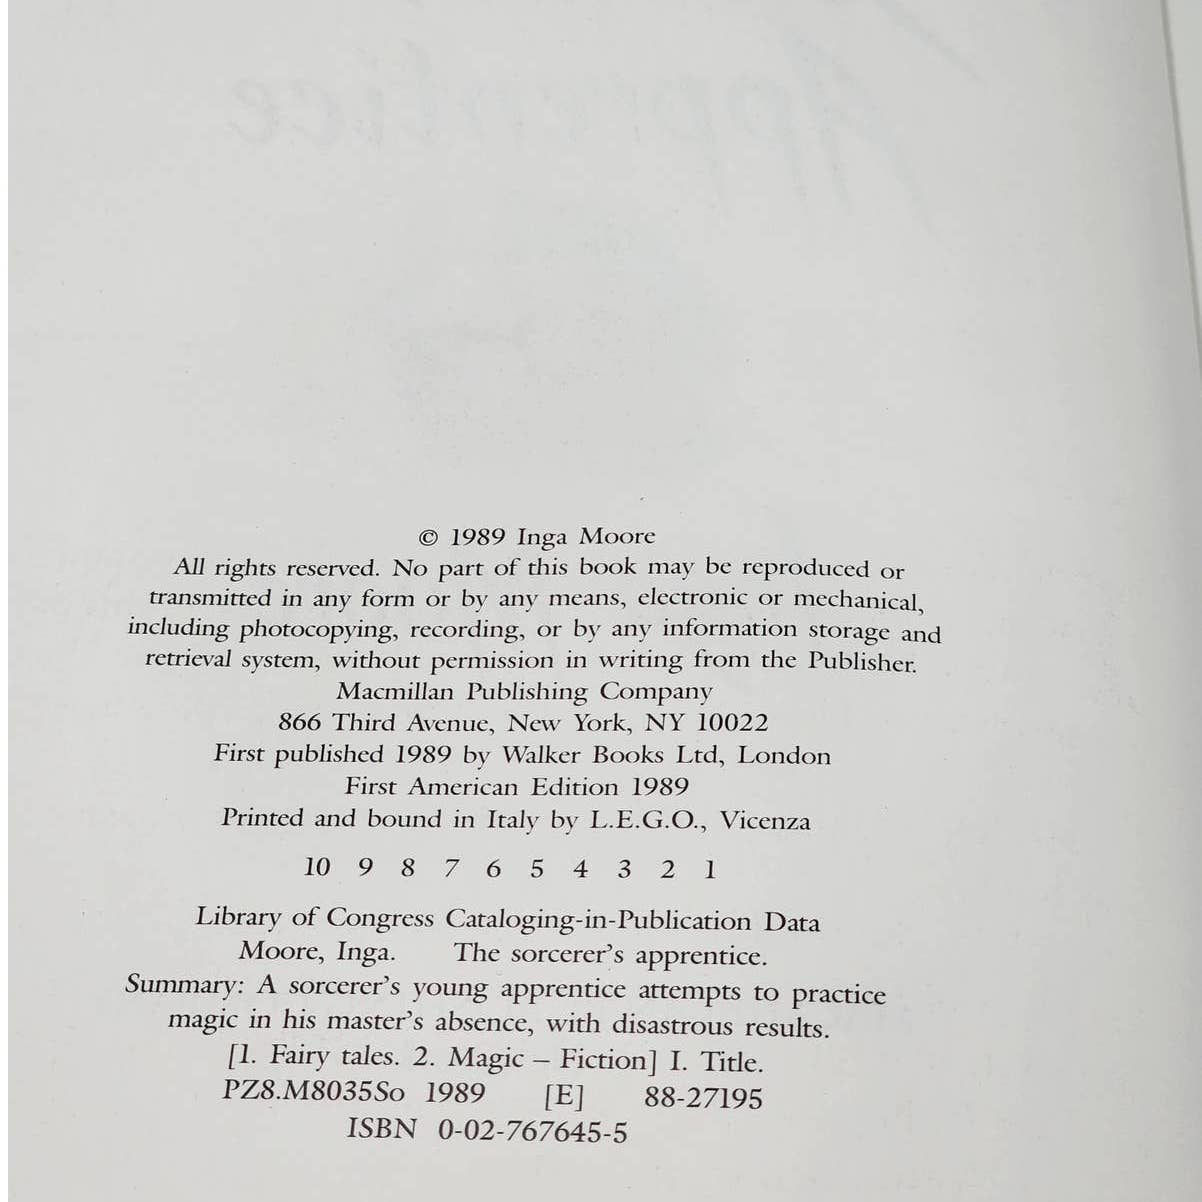 Apprentice
© 1989 Inga Moore
All rights reserved. No part of this book may be reproduced or
transmitted in any form or by any means, electronic or mechanical,
including photocopying, recording, or by any information storage and
retrieval system, without permission in writing from the Publisher.
Macmillan Publishing Company
866 Third Avenue, New York, NY 10022
First published 1989 by Walker Books Ltd, London
First American Edition 1989
Printed and bound in Italy by L.E.G.O., Vicenza
10 9 8 7 6 5 4 3 2 1
Library of Congress Cataloging-in-Publication Data
Moore, Inga. The sorcerer's apprentice.
Summary: A sorcerer's young apprentice attempts to practice
magic in his master's absence, with disastrous results.
[1. Fairy tales. 2. Magic – Fiction] I. Title.
PZ8.M8035So 1989 [E] 88-27195
ISBN 0-02-767645-5